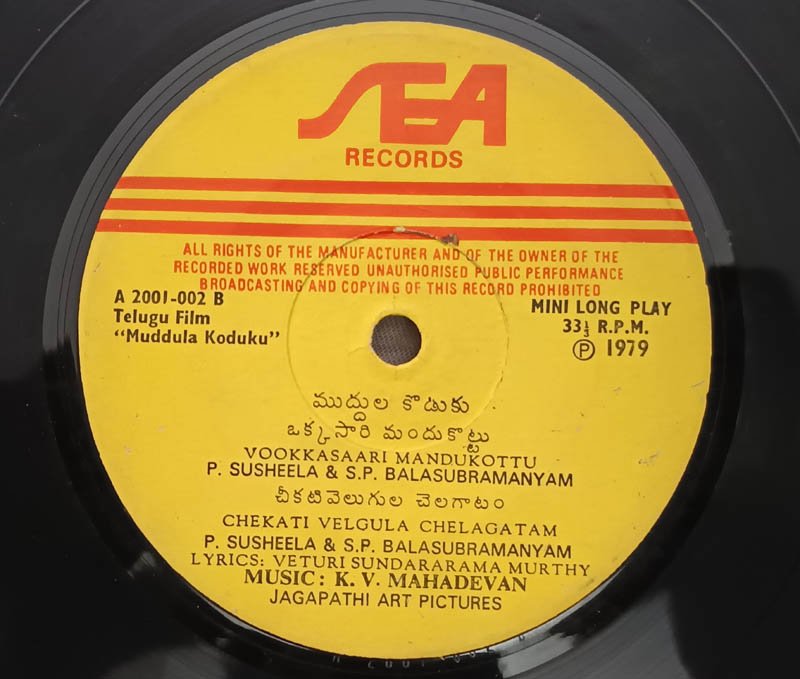 SEA
RECORDS
ALL RIGHTS OF THE MANUFACTURER AND OF THE OWNER OF THE
RECORDED WORK RESERVED UNAUTHORISED PUBLIC PERFORMANCE
BROADCASTING AND COPYING OF THIS RECORD PROHIBITED
A 2001-002 B
Telugu Film
"Muddula Koduku"
MINI LONG PLAY
33⅓ R.P.M.
℗ 1979
ముద్దుల కొడుకు
ఒక్కసారి మందుకొట్టు
VOOKKASAARI MANDUKOTTU
P. SUSHEELA & S.P. BALASUBRAMANYAM
చీకటివెలుగుల చెలగాటం
CHEKATI VELGULA CHELAGATAM
P. SUSHEELA & S.P. BALASUBRAMANYAM
LYRICS: VETURI SUNDARARAMA MURTHY
MUSIC: K. V. MAHADEVAN
JAGAPATHI ART PICTURES